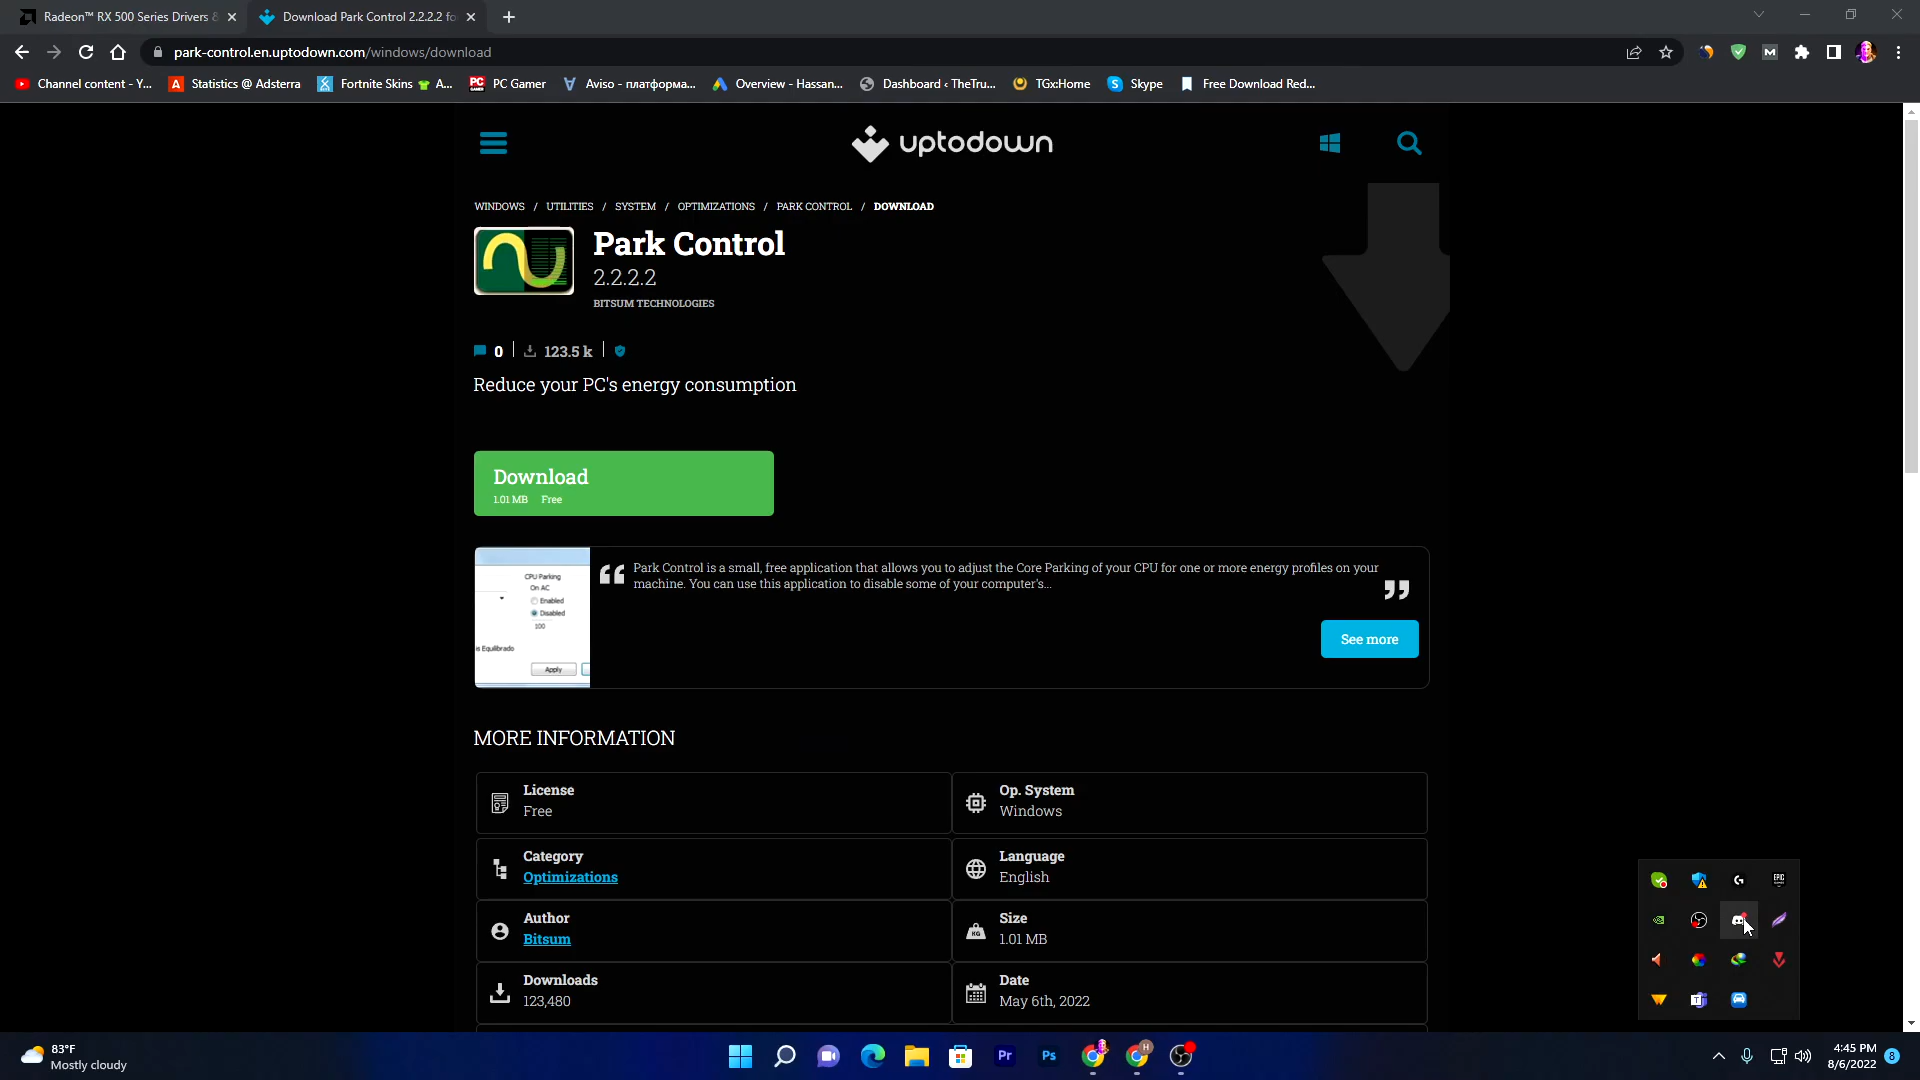 Radeon™ RX 500 Series Drivers &
Download Park Control 2.2.2.2 fo
park-control.en.uptodown.com/windows/download
Channel content - Y...
Statistics @ Adsterra
Fortnite Skins 👕 A...
PC Gamer
Aviso - платформа...
Overview - Hassan...
Dashboard ‹ TheTru...
TGx:Home
Skype
Free Download Red...
uptodown
WINDOWS / UTILITIES / SYSTEM / OPTIMIZATIONS / PARK CONTROL / DOWNLOAD
Park Control
2.2.2.2
BITSUM TECHNOLOGIES
0 123.5 k
Reduce your PC's energy consumption
Download
1.01 MB Free
CPU Parking
On AC
Enabled
Disabled
100
is Equilibrado
Apply
Park Control is a small, free application that allows you to adjust the Core Parking of your CPU for one or more energy profiles on your
machine. You can use this application to disable some of your computer's...
See more
MORE INFORMATION
License
Free
Op. System
Windows
Category
Optimizations
Language
English
Author
Bitsum
Size
1.01 MB
Downloads
123,480
Date
May 6th, 2022
83°F
Mostly cloudy
Pr
Ps
H
4:45 PM
8/6/2022
8